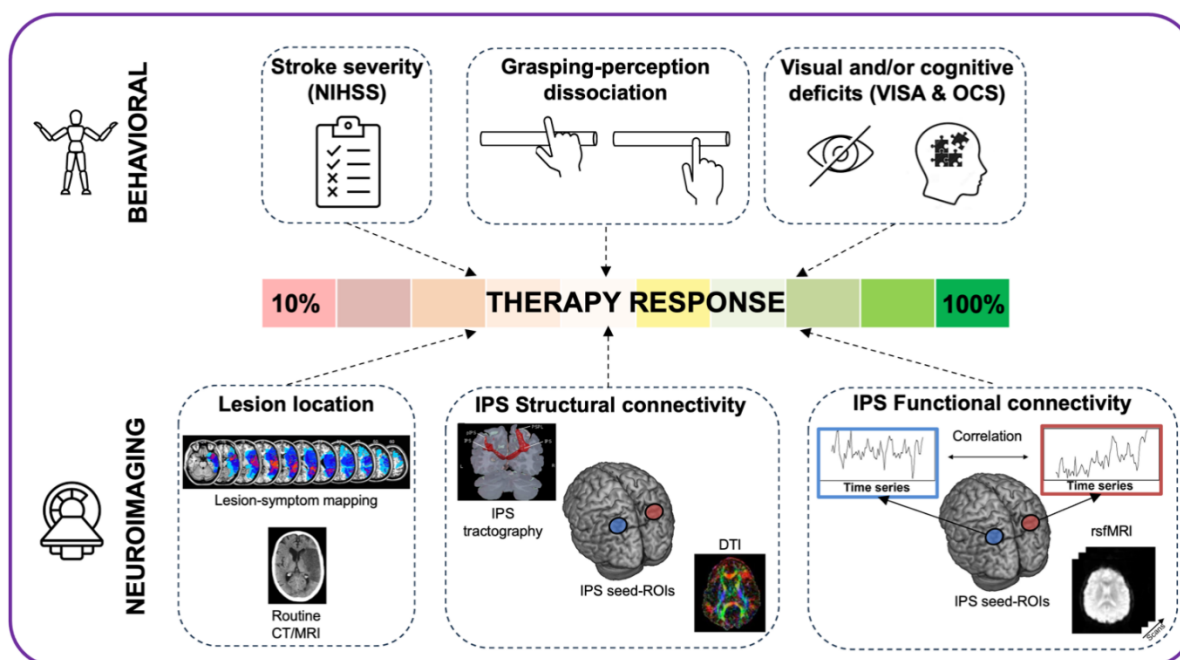 BEHAVIORAL
Stroke severity
(NIHSS)
Grasping-perception
dissociation
Visual and/or cognitive
deficits (VISA & OCS)
10%
THERAPY RESPONSE
100%
NEUROIMAGING
Lesion location
Lesion-symptom mapping
Routine
CT/MRI
IPS Structural connectivity
IPS
tractography
DTI
IPS seed-ROIs
IPS Functional connectivity
Correlation
Time series
Time series
rsfMRI
IPS seed-ROIs
Scans